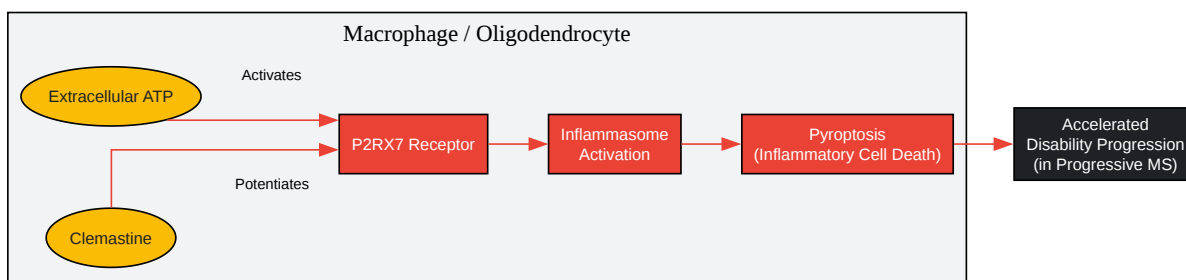 Macrophage / Oligodendrocyte
Activates
Extracellular ATP
P2RX7 Receptor
Inflammasome
Activation
Pyroptosis
(Inflammatory Cell Death)
Accelerated
Disability Progression
(in Progressive MS)
Potentiates
Clemastine